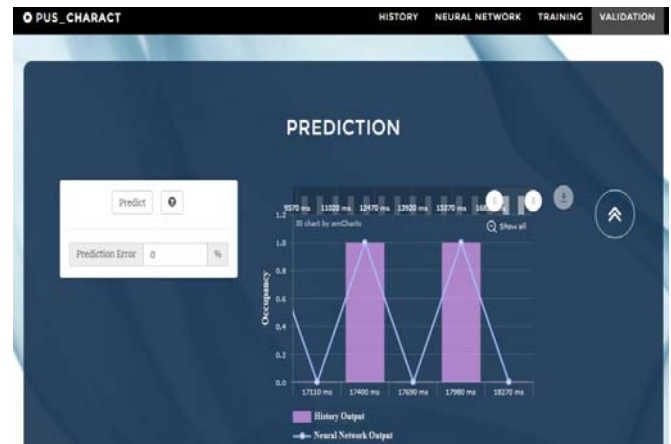 PUS_CHARACT
HISTORY NEURAL NETWORK TRAINING VALIDATION
PREDICTION
Predict
Prediction Error 0 %
9570 ms 11020 ms 12470 ms 13920 ms 15370 ms
JS chart by amCharts
Show all
Occupancy
1.2
1.0
0.8
0.6
0.4
0.2
0.0
17110 ms 17400 ms 17690 ms 17980 ms 18270 ms
History Output
Neural Network Output